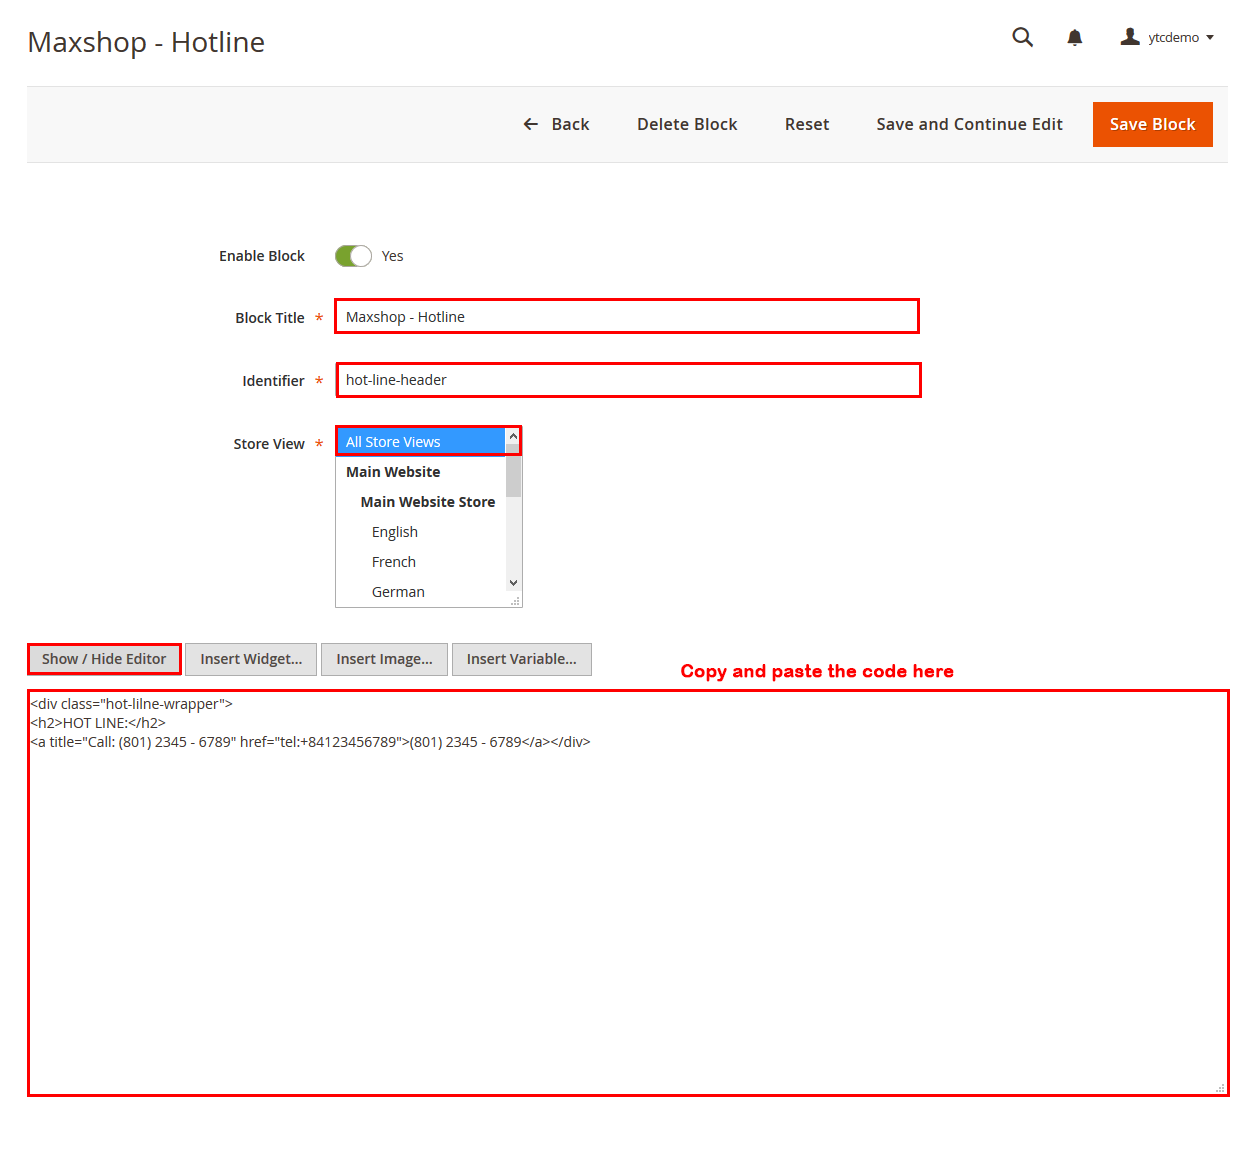 Maxshop - Hotline
ytcdemo
Back
Delete Block
Reset
Save and Continue Edit
Save Block
Enable Block
Yes
Block Title *
Maxshop - Hotline
Identifier *
hot-line-header
Store View *
All Store Views
Main Website
Main Website Store
English
French
German
Show / Hide Editor
Insert Widget...
Insert Image...
Insert Variable...
Copy and paste the code here
<div class="hot-lilne-wrapper">
<h2>HOT LINE:</h2>
<a title="Call: (801) 2345 - 6789" href="tel:+84123456789">(801) 2345 - 6789</a></div>